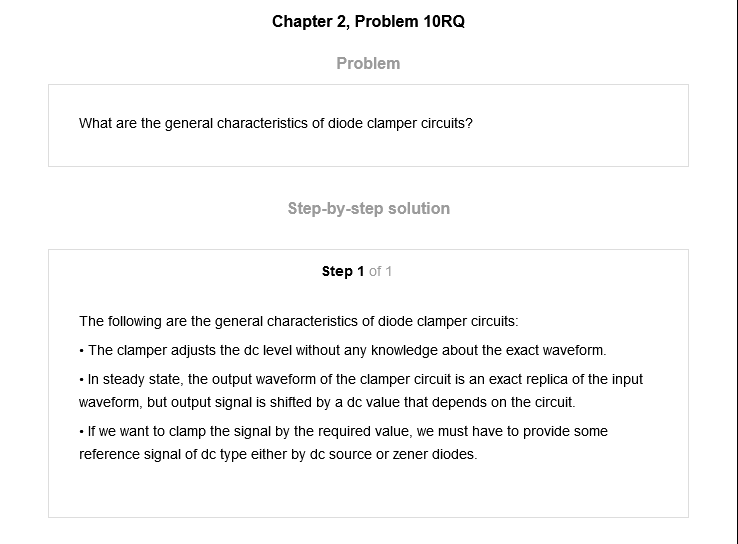 Chapter 2, Problem 10RQ
Problem
What are the general characteristics of diode clamper circuits?
Step-by-step solution
Step 1 of 1
The following are the general characteristics of diode clamper circuits:
• The clamper adjusts the dc level without any knowledge about the exact waveform.
• In steady state, the output waveform of the clamper circuit is an exact replica of the input
waveform, but output signal is shifted by a dc value that depends on the circuit.
• If we want to clamp the signal by the required value, we must have to provide some
reference signal of dc type either by dc source or zener diodes.